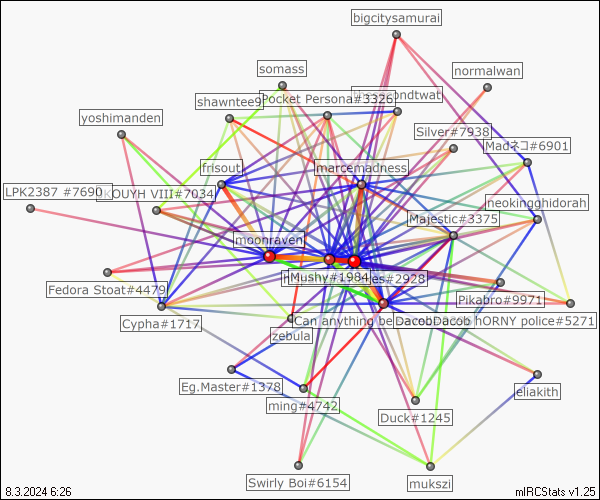 bigcitysamurai
somass
normalwan
shawntee9
Pocket Persona#3326
yoshimanden
Silver#7938
Madネコ#6901
frisout
marcemadness
LPK2387 #7690
OUYH VIII#7034
neokingghidorah
Majestic#3375
moonraven
Mushy#1984
es#2928
Fedora Stoat#4479
Pikabro#9971
Cypha#1717
Can anything be
Dacob
hORNY police#5271
zebula
Eg.Master#1378
eliakith
ming#4742
Duck#1245
Swirly Boi#6154
mukszi
8.3.2024 6:26
mIRCStats v1.25